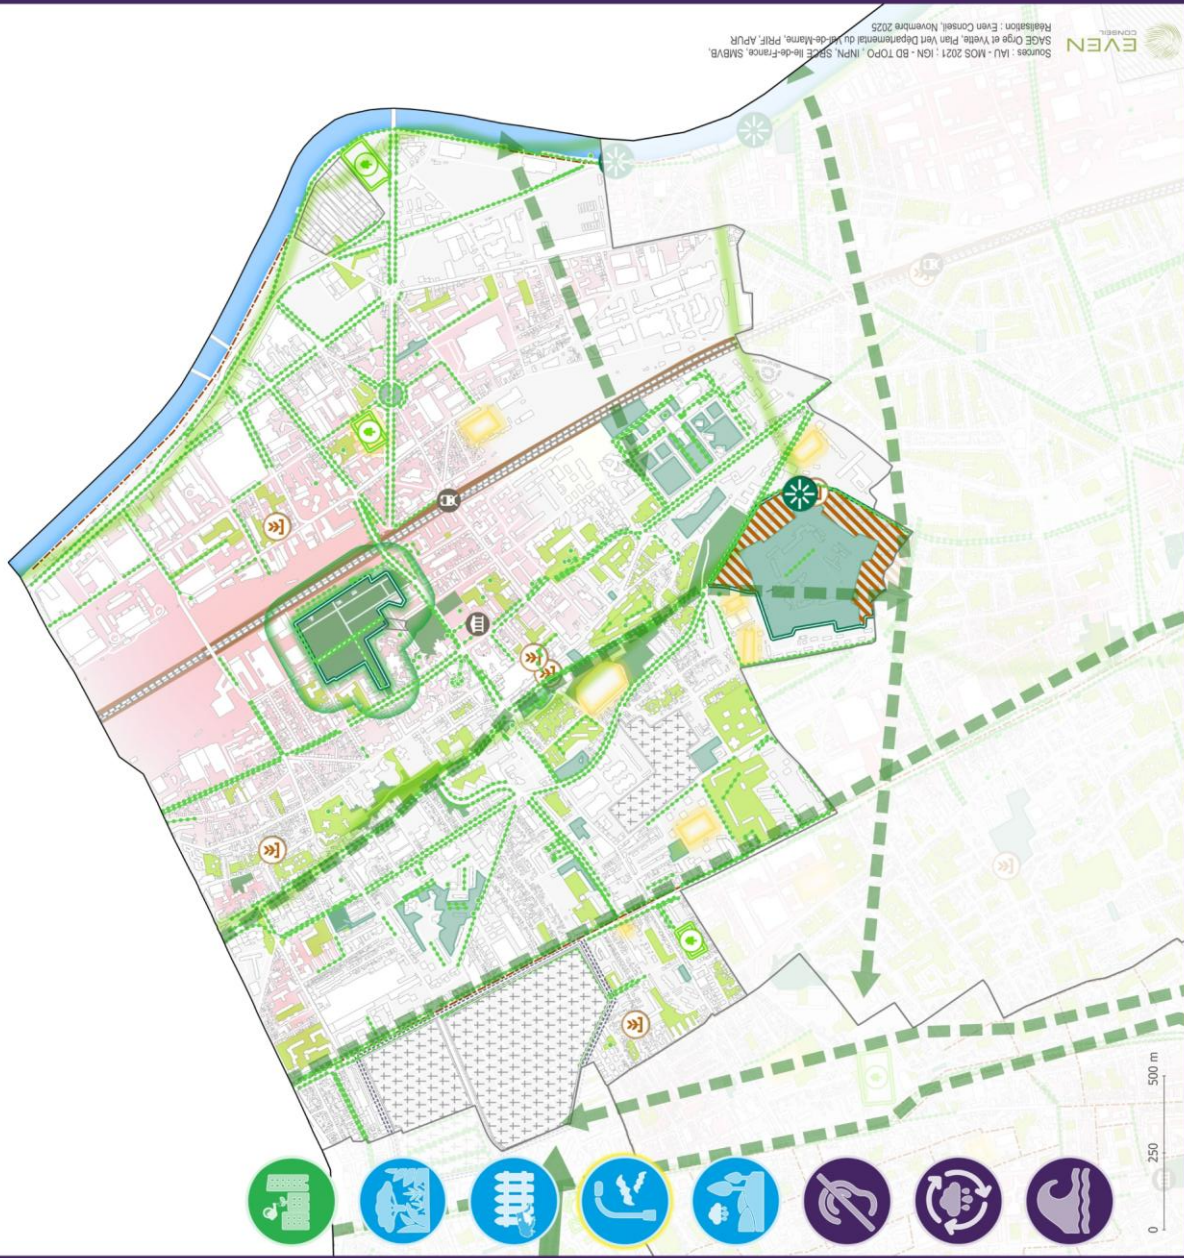 Sources : IAU - MOS 2021 ; IGN - BD TOPO , INPN, SRCE Ile-de-France, SMBVB,
SAGE Orge et Yvette, Plan Vert Départemental du Val-de-Marne, PRIF, APUR
Réalisation : Even Conseil, Novembre 2025
EVEN
CONSEIL
0 250 500 m